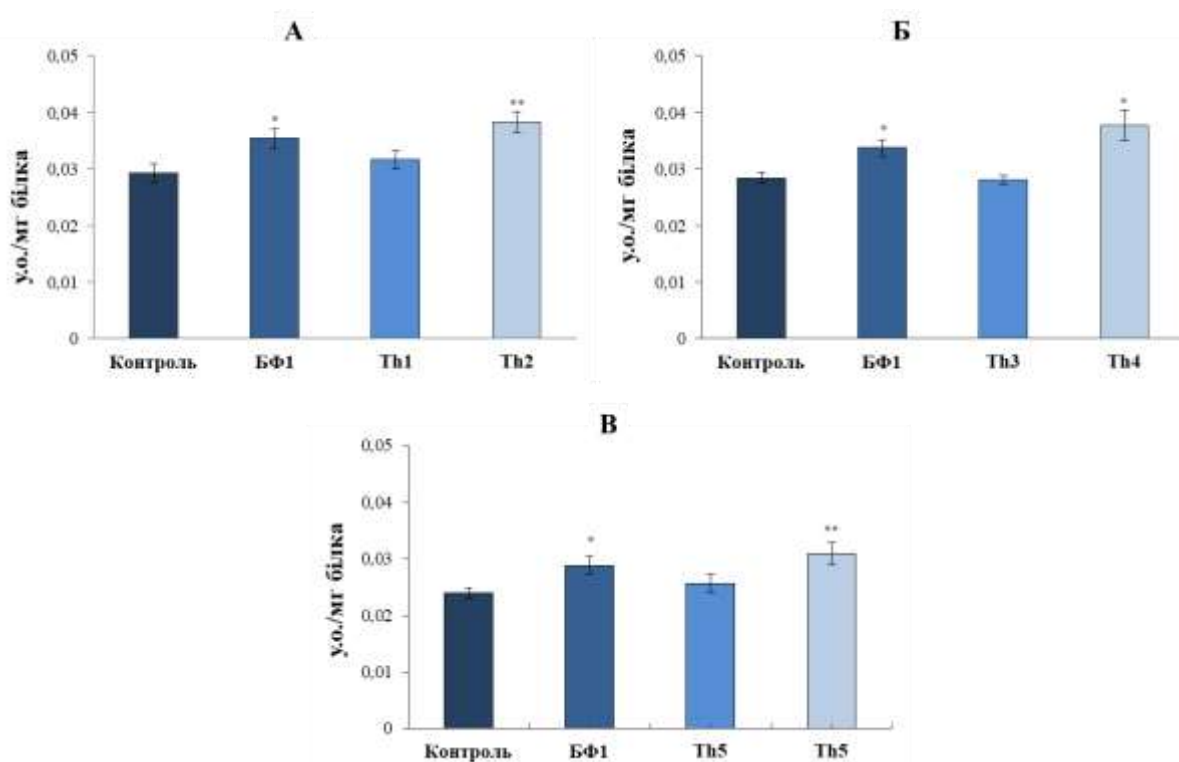 А
у.о./мг білка
0,05
0,04
0,03
0,02
0,01
0
*
**
Контроль БФ1 Th1 Th2
Б
у.о./мг білка
0,05
0,04
0,03
0,02
0,01
0
*
*
Контроль БФ1 Th3 Th4
В
у.о./мг білка
0,05
0,04
0,03
0,02
0,01
0
*
**
Контроль БФ1 Th5 Th5